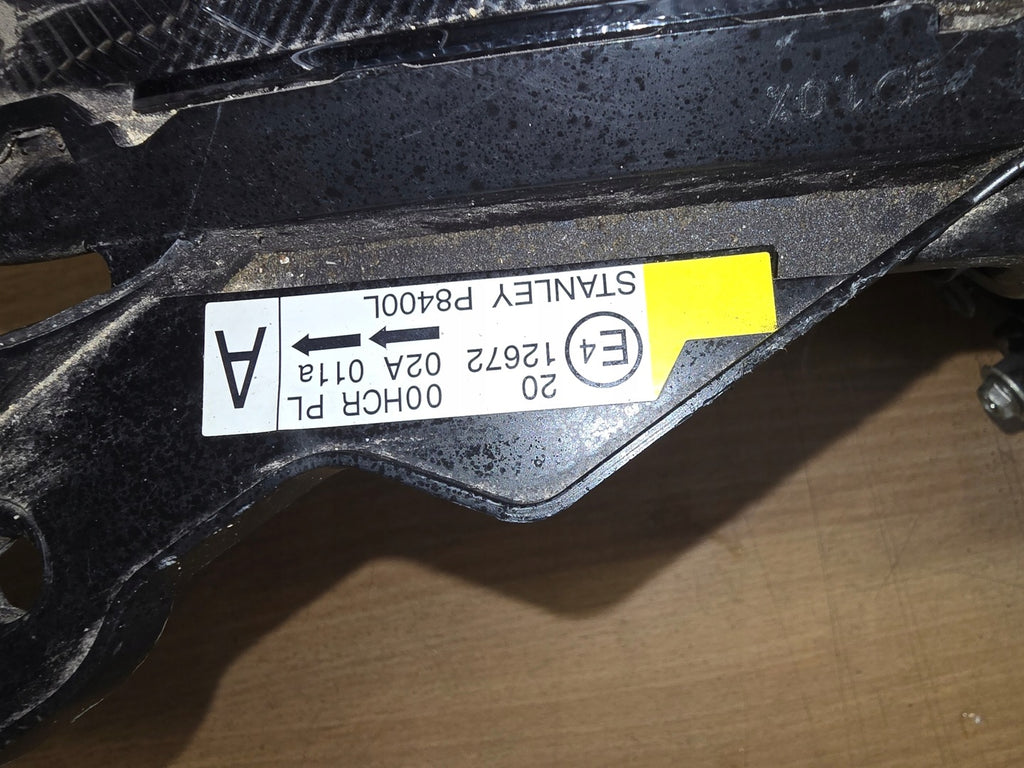 20 00HCR PL
E4 12672 02A 011a
STANLEY P8400L
A